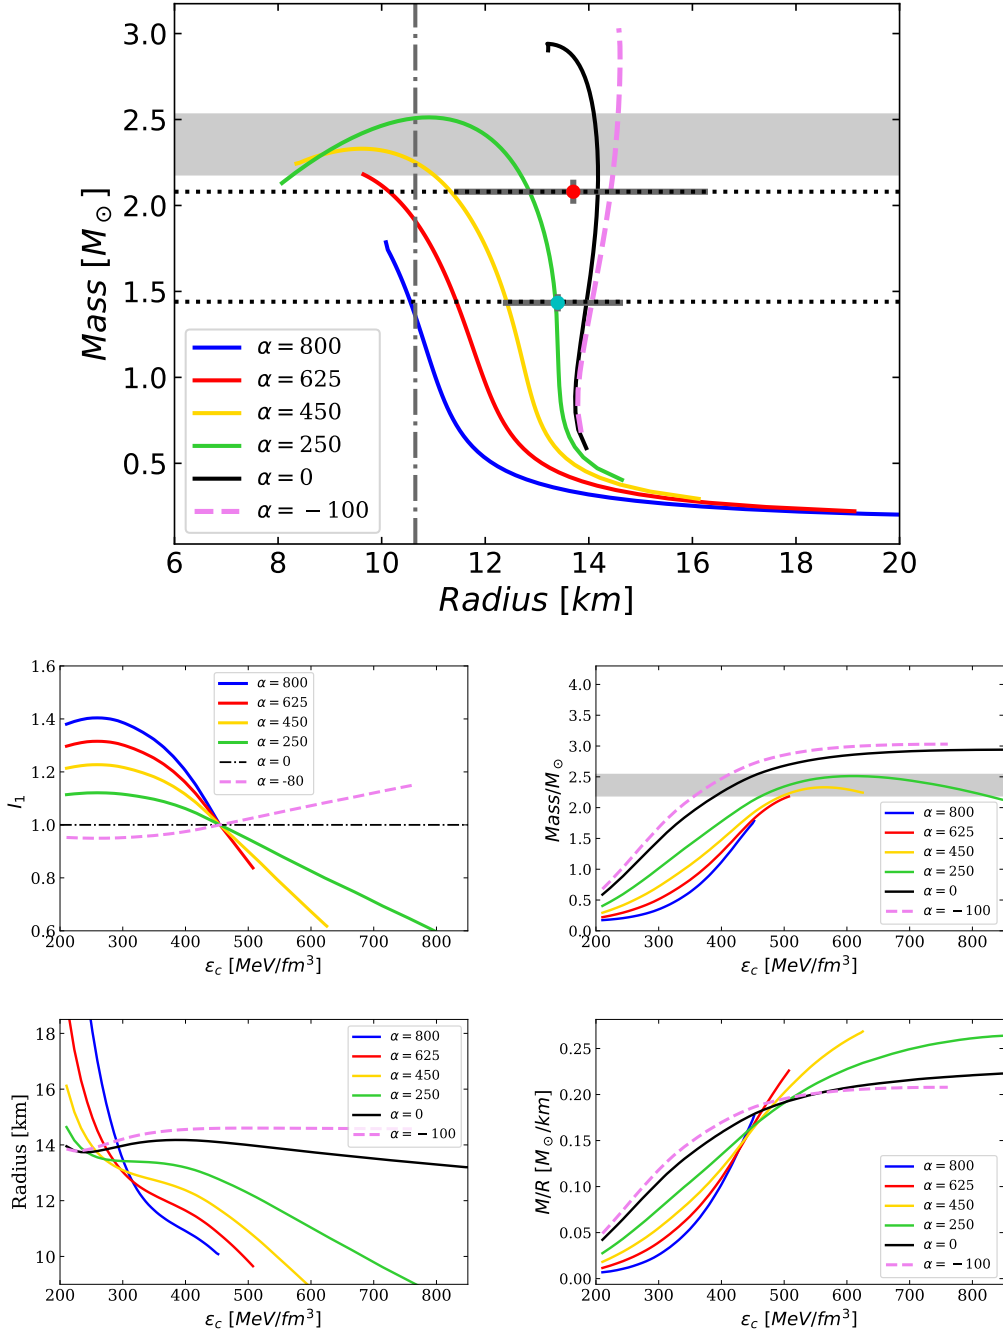 3.0
2.5
2.0
1.5
1.0
0.5
Mass [M⊙]
α = 800
α = 625
α = 450
α = 250
α = 0
α = −100
6 8 10 12 14 16 18 20
Radius [km]
1.6
1.4
1.2
1.0
0.8
0.6
I₁
α = 800
α = 625
α = 450
α = 250
α = 0
α = -80
200 300 400 500 600 700 800
ε_c [MeV/fm³]
4.0
3.5
3.0
2.5
2.0
1.5
1.0
0.5
0.0
Mass/M⊙
α = 800
α = 625
α = 450
α = 250
α = 0
α = −100
200 300 400 500 600 700 800
ε_c [MeV/fm³]
18
16
14
12
10
Radius [km]
α = 800
α = 625
α = 450
α = 250
α = 0
α = −100
200 300 400 500 600 700 800
ε_c [MeV/fm³]
0.25
0.20
0.15
0.10
0.05
0.00
M/R [M⊙/km]
α = 800
α = 625
α = 450
α = 250
α = 0
α = −100
200 300 400 500 600 700 800
ε_c [MeV/fm³]